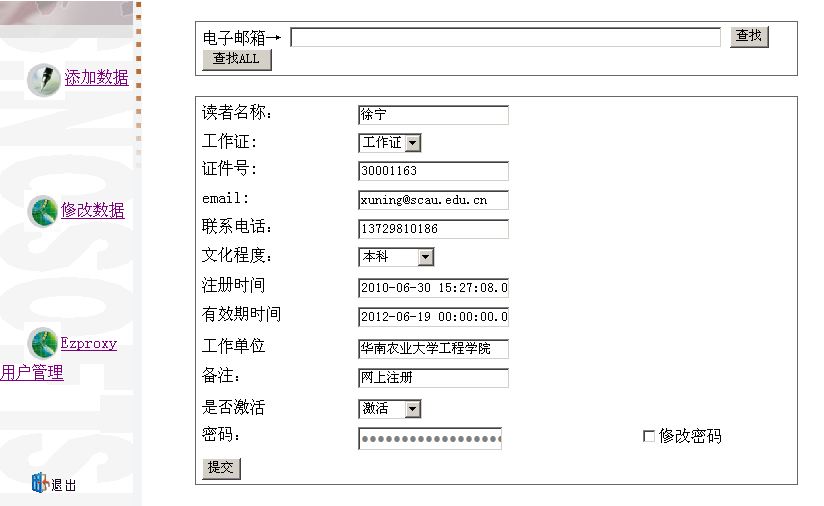 添加数据
修改数据
Ezproxy
用户管理
退出
电子邮箱→ 查找
查找ALL
读者名称： 徐宁
工作证: 工作证
证件号: 30001163
email: xuning@scau.edu.cn
联系电话: 13729810186
文化程度: 本科
注册时间 2010-06-30 15:27:08.0
有效期时间 2012-06-19 00:00:00.0
工作单位 华南农业大学工程学院
备注： 网上注册
是否激活 激活
密码： 修改密码
提交